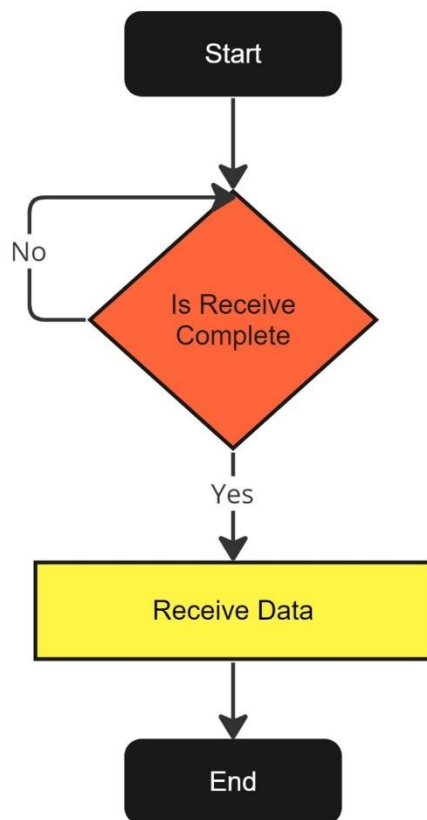 Start
No
Is Receive
Complete
Yes
Receive Data
End